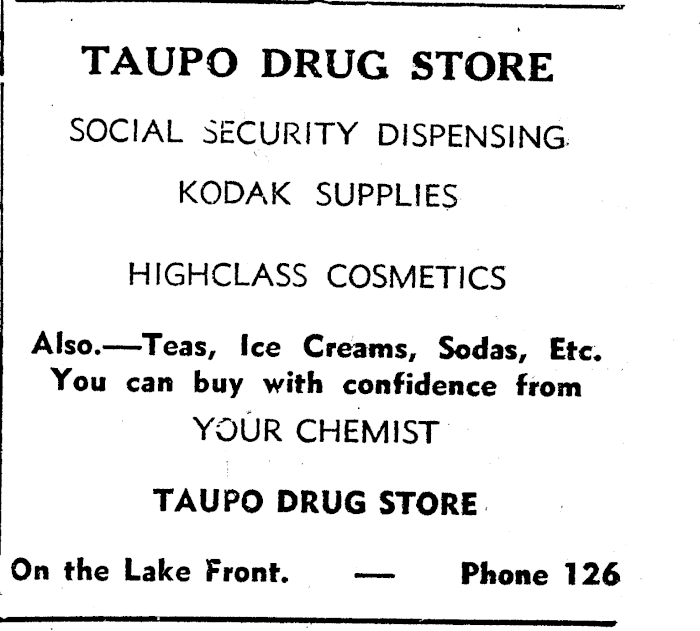 TAUPO DRUG STORE
SOCIAL SECURITY DISPENSING
KODAK SUPPLIES
HIGHCLASS COSMETICS
Also.—Teas, Ice Creams, Sodas, Etc.
You can buy with confidence from
YOUR CHEMIST
TAUPO DRUG STORE
On the Lake Front. — Phone 126